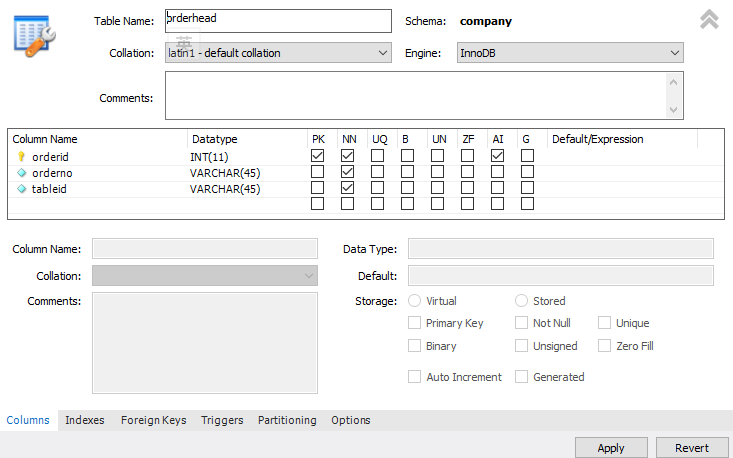 Table Name: orderhead Schema: company
Collation: latin1 - default collation Engine: InnoDB
英
Comments:
Column Name Datatype PK NN UQ B UN ZF AI G Default/Expression
orderid INT(11)
orderno VARCHAR(45)
tableid VARCHAR(45)
Column Name: Data Type:
Collation: Default:
Comments: Storage: Virtual Stored
Primary Key Not Null Unique
Binary Unsigned Zero Fill
Auto Increment Generated
Columns Indexes Foreign Keys Triggers Partitioning Options
Apply Revert